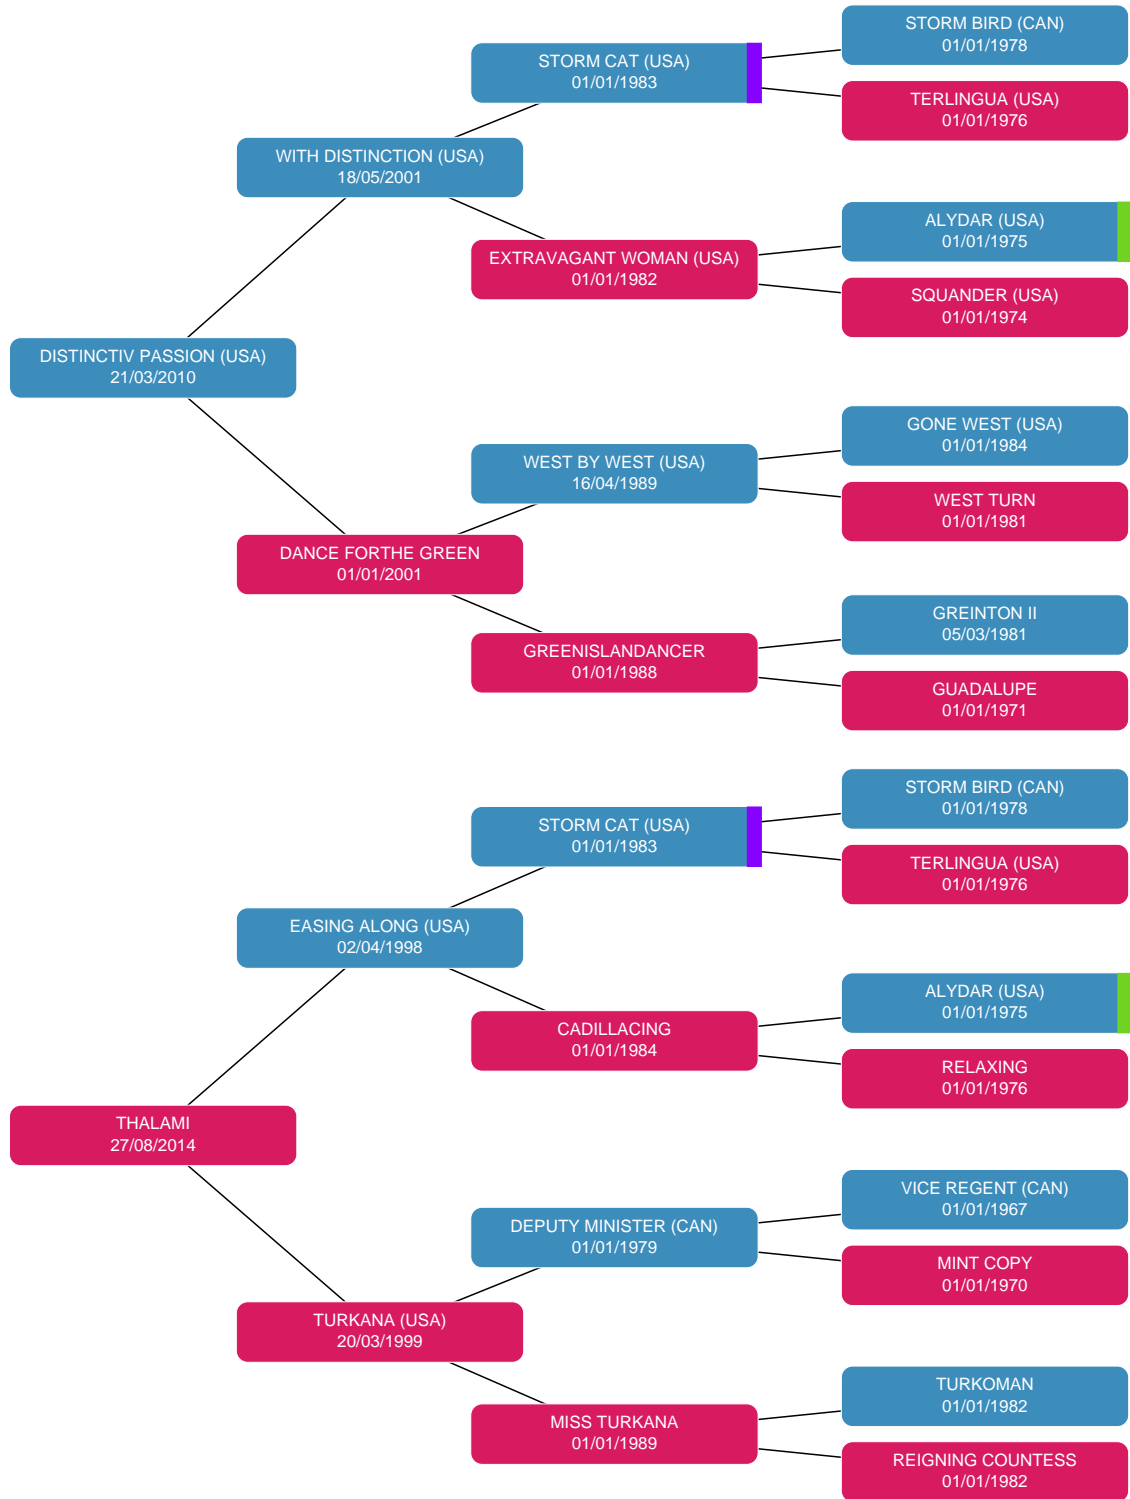 STORM BIRD (CAN)
01/01/1978
STORM CAT (USA)
01/01/1983
TERLINGUA (USA)
01/01/1976
WITH DISTINCTION (USA)
18/05/2001
ALYDAR (USA)
01/01/1975
EXTRAVAGANT WOMAN (USA)
01/01/1982
SQUANDER (USA)
01/01/1974
DISTINCTIV PASSION (USA)
21/03/2010
GONE WEST (USA)
01/01/1984
WEST BY WEST (USA)
16/04/1989
WEST TURN
01/01/1981
DANCE FORTHE GREEN
01/01/2001
GREINTON II
05/03/1981
GREENISLANDANCER
01/01/1988
GUADALUPE
01/01/1971
STORM BIRD (CAN)
01/01/1978
STORM CAT (USA)
01/01/1983
TERLINGUA (USA)
01/01/1976
EASING ALONG (USA)
02/04/1998
ALYDAR (USA)
01/01/1975
CADILLACING
01/01/1984
RELAXING
01/01/1976
THALAMI
27/08/2014
VICE REGENT (CAN)
01/01/1967
DEPUTY MINISTER (CAN)
01/01/1979
MINT COPY
01/01/1970
TURKANA (USA)
20/03/1999
TURKOMAN
01/01/1982
MISS TURKANA
01/01/1989
REIGNING COUNTESS
01/01/1982